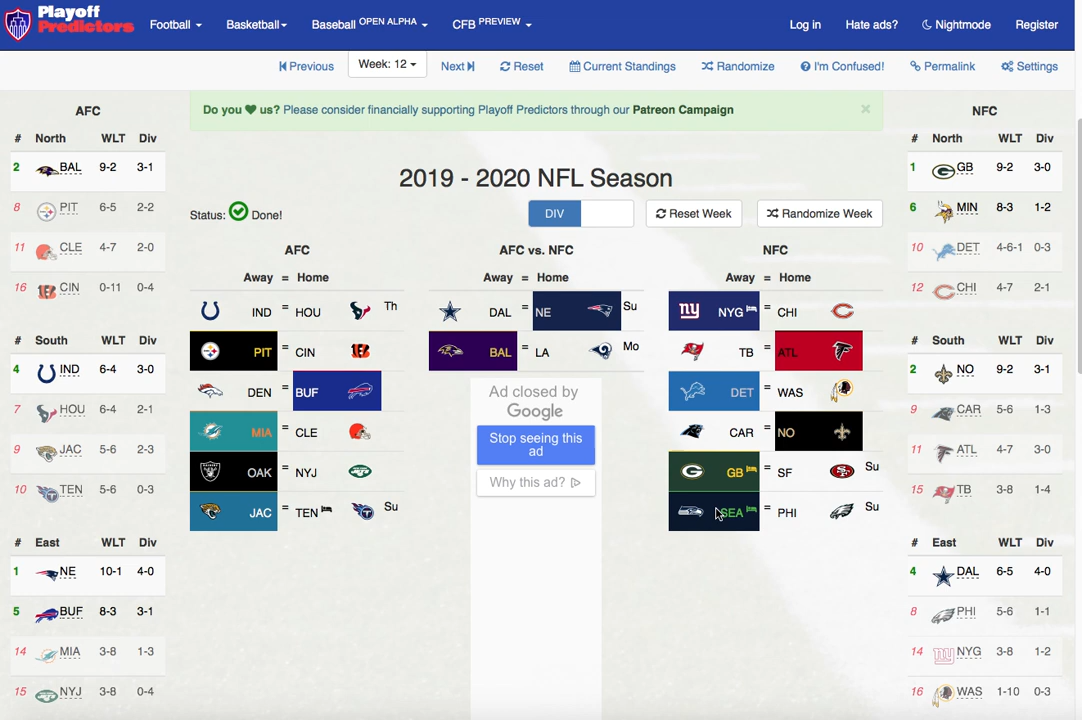 Playoff
Predictors
Football
Basketball
Baseball OPEN ALPHA
CFB PREVIEW
Log in
Hate ads?
Nightmode
Register
Previous
Week: 12
Next
Reset
Current Standings
Randomize
I'm Confused!
Permalink
Settings
Do you us? Please consider financially supporting Playoff Predictors through our Patreon Campaign ×
AFC
# North WLT Div
2 BAL 9-2 3-1
8 PIT 6-5 2-2
11 CLE 4-7 2-0
16 CIN 0-11 0-4
# South WLT Div
4 IND 6-4 3-0
7 HOU 6-4 2-1
9 JAC 5-6 2-3
10 TEN 5-6 0-3
# East WLT Div
1 NE 10-1 4-0
5 BUF 8-3 3-1
14 MIA 3-8 1-3
15 NYJ 3-8 0-4
2019 - 2020 NFL Season
Status: Done!
DIV
Reset Week
Randomize Week
AFC
Away = Home
IND = HOU Th
PIT = CIN
DEN = BUF
MIA = CLE
OAK = NYJ
JAC = TEN Su
AFC vs. NFC
Away = Home
DAL = NE Su
BAL = LA Mo
Ad closed by
Google
Stop seeing this
ad
Why this ad?
NFC
Away = Home
NYG = CHI
TB = ATL
DET = WAS
CAR = NO
GB = SF Su
SEA = PHI Su
NFC
# North WLT Div
1 GB 9-2 3-0
6 MIN 8-3 1-2
10 DET 4-6-1 0-3
12 CHI 4-7 2-1
# South WLT Div
2 NO 9-2 3-1
9 CAR 5-6 1-3
11 ATL 4-7 3-0
15 TB 3-8 1-4
# East WLT Div
4 DAL 6-5 4-0
8 PHI 5-6 1-1
14 NYG 3-8 1-2
16 WAS 1-10 0-3